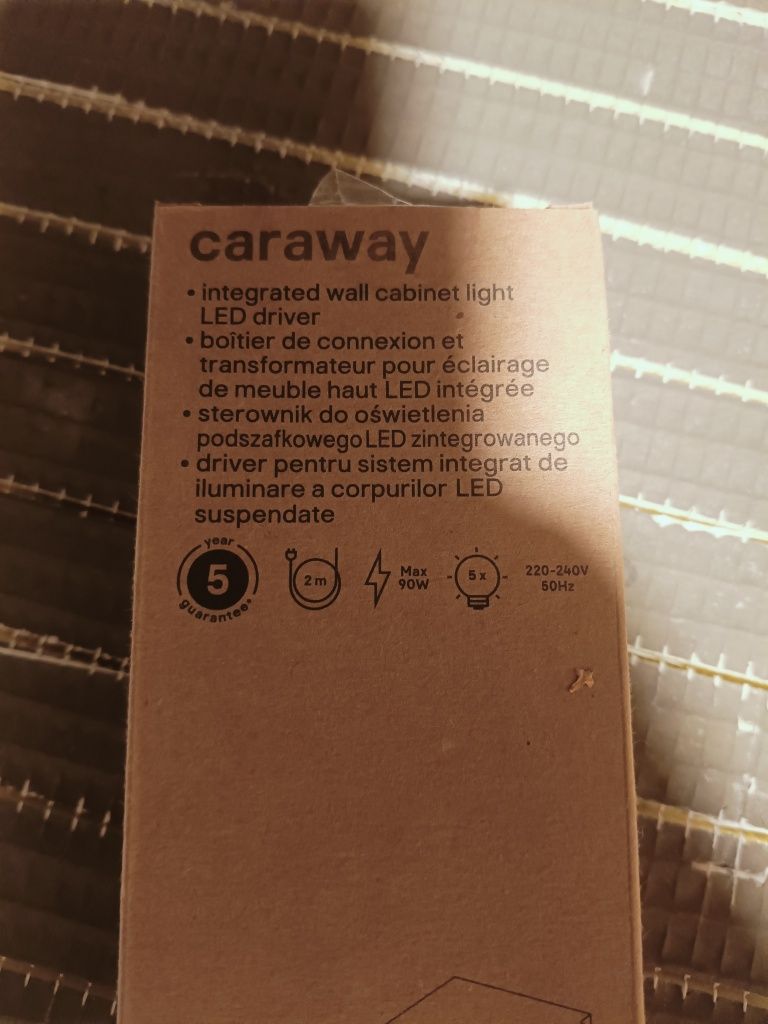 caraway
• integrated wall cabinet light
LED driver
• boîtier de connexion et
transformateur pour éclairage
de meuble haut LED intégrée
• sterownik do oświetlenia
podszafkowego LED zintegrowanego
• driver pentru sistem integrat de
iluminare a corpurilor LED
suspendate
year
5
guarantee*
2 m
Max
90W
5 x
220-240V
50Hz